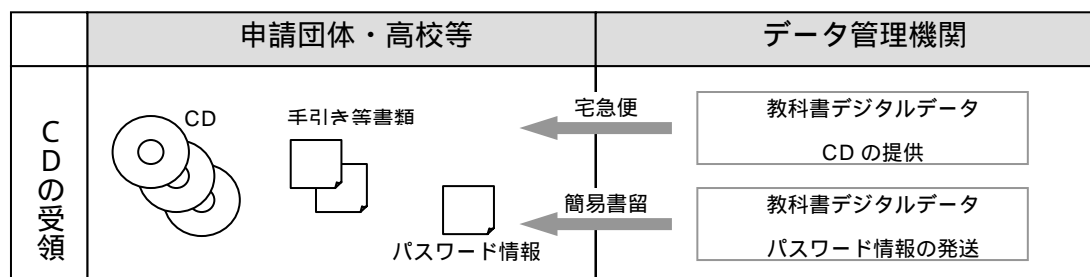 申請団体・高校等
データ管理機関
CDの受領
CD
手引き等書類
パスワード情報
宅急便
簡易書留
教科書デジタルデータ
CD の提供
教科書デジタルデータ
パスワード情報の発送